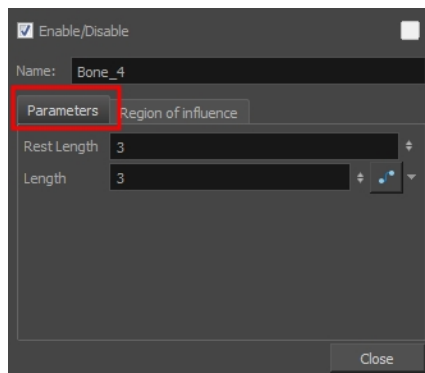 Enable/Disable
Name: Bone_4
Parameters Region of influence
Rest Length 3
Length 3
Close